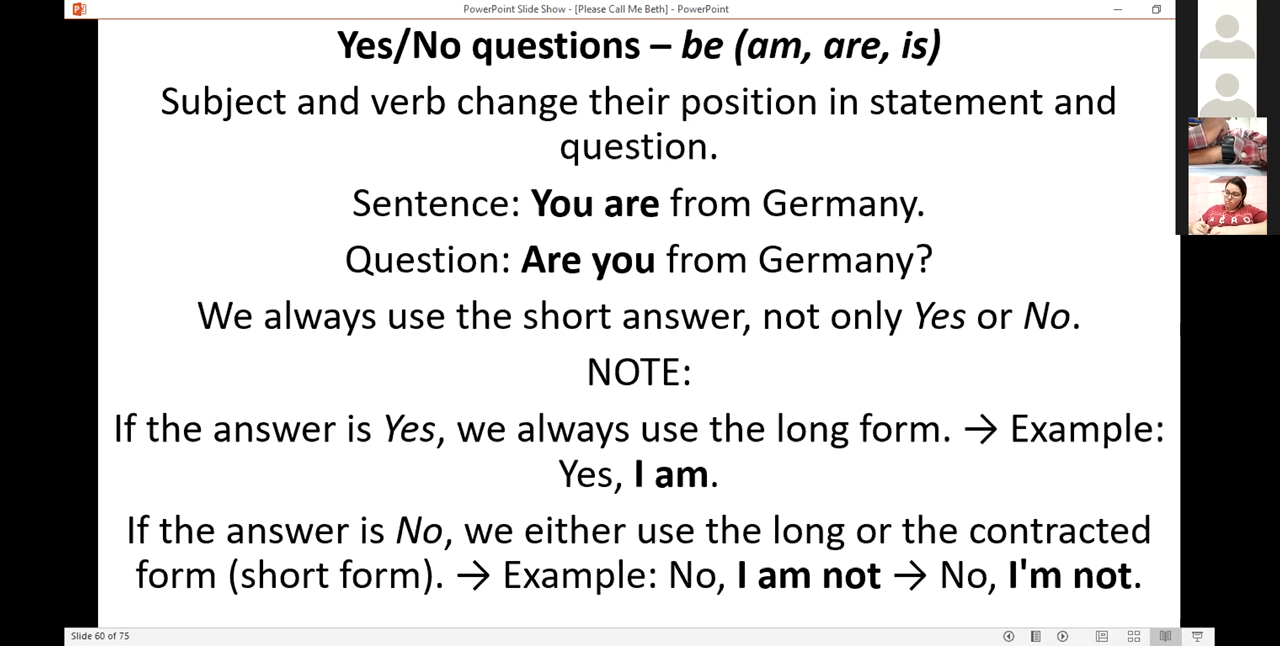 PowerPoint Slide Show - [Please Call Me Beth] - PowerPoint
Yes/No questions – be (am, are, is)
Subject and verb change their position in statement and
question.
Sentence: You are from Germany.
Question: Are you from Germany?
We always use the short answer, not only Yes or No.
NOTE:
If the answer is Yes, we always use the long form. → Example:
Yes, I am.
If the answer is No, we either use the long or the contracted
form (short form). → Example: No, I am not → No, I'm not.
Slide 60 of 75